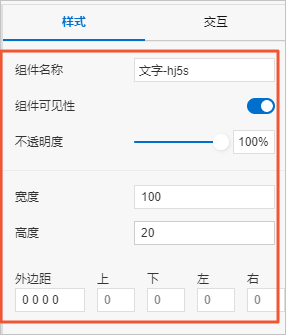 样式 交互
组件名称 文字-hj5s
组件可见性
不透明度 100%
宽度 100
高度 20
外边距 上 下 左 右
0 0 0 0 0 0 0 0